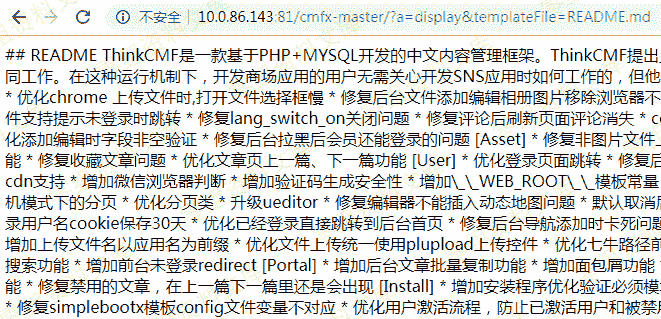 不安全 10.0.86.143:81/cmfx-master/?a=display&templateFile=README.md
## README ThinkCMF是一款基于PHP+MYSQL开发的中文内容管理框架。ThinkCMF提出
同工作。在这种运行机制下，开发商场应用的用户无需关心开发SNS应用时如何工作的，但他
* 优化chrome 上传文件时,打开文件选择框慢 * 修复后台文件添加编辑相册图片移除浏览器不
件支持提示未登录时跳转 * 修复lang_switch_on关闭问题 * 修复评论后刷新页面评论消失 * co
化添加编辑时字段非空验证 * 修复后台拉黑后会员还能登录的问题 [Asset] * 修复非图片文件上
能 * 修复收藏文章问题 * 优化文章页上一篇、下一篇功能 [User] * 优化登录页面跳转 * 修复后
cdn支持 * 增加微信浏览器判断 * 增加验证码生成安全性 * 增加\_\_WEB_ROOT\_\_模板常量
机模式下的分页 * 优化分页类 * 升级ueditor * 修复编辑器不能插入动态地图问题 * 默认取消后
录用户名cookie保存30天 * 优化已经登录直接跳转到后台首页 * 修复后台导航添加时卡死问题
增加上传文件名以应用名为前缀 * 优化文件上传统一使用plupload上传控件 * 优化七牛路径前
搜索功能 * 增加前台未登录redirect [Portal] * 增加后台文章批量复制功能 * 增加面包屑功能 *
能 * 修复禁用的文章，在上一篇下一篇里还是会出现 [Install] * 增加安装程序优化验证必须模
* 修复simplebootx模板config文件变量不对应 * 优化用户激活流程，防止已激活用户和被禁用